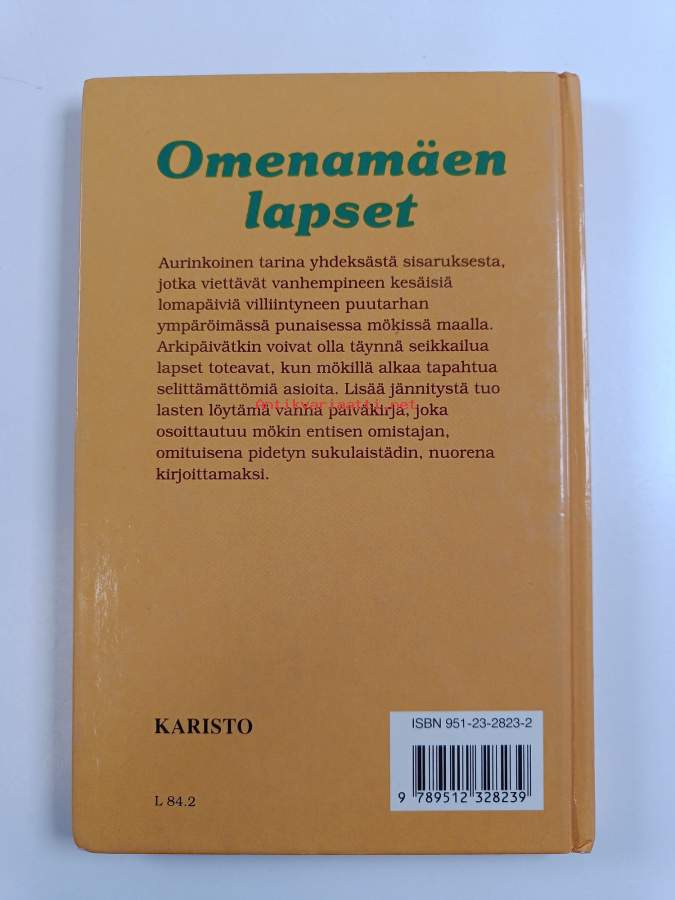 Omenamäen
lapset
Aurinkoinen tarina yhdeksästä sisaruksesta,
jotka viettävät vanhempineen kesäisiä
lomapäiviä villiintyneen puutarhan
ympäröimässä punaisessa mökissä maalla.
Arkipäivätkin voivat olla täynnä seikkailua
lapset toteavat, kun mökillä alkaa tapahtua
selittämättömiä asioita. Lisää jännitystä tuo
Antikvariaatti.net
lasten löytämä vanha päiväkirja, joka
osoittautuu mökin entisen omistajan,
omituisena pidetyn sukulaistädin, nuorena
kirjoittamaksi.
KARISTO
ISBN 951-23-2823-2
9 789512 328239
L 84.2